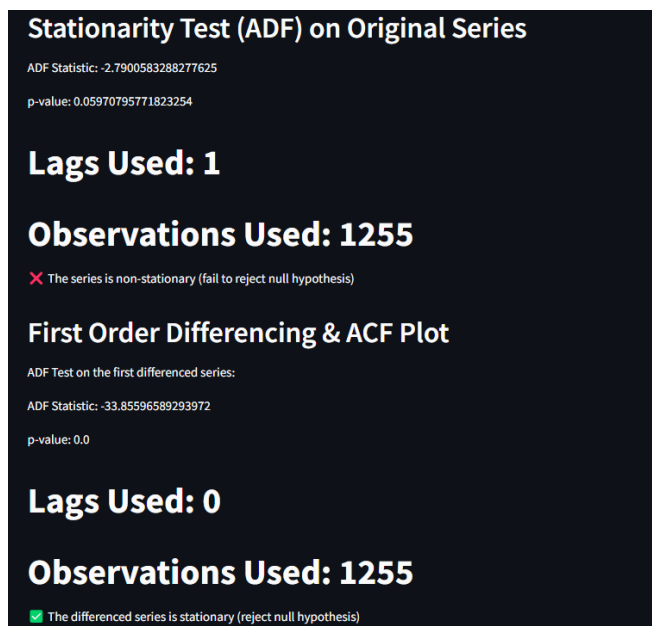 Stationarity Test (ADF) on Original Series
ADF Statistic: -2.7900583288277625
p-value: 0.05970795771823254
Lags Used: 1
Observations Used: 1255
❌ The series is non-stationary (fail to reject null hypothesis)
First Order Differencing & ACF Plot
ADF Test on the first differenced series:
ADF Statistic: -33.85596589293972
p-value: 0.0
Lags Used: 0
Observations Used: 1255
✅ The differenced series is stationary (reject null hypothesis)